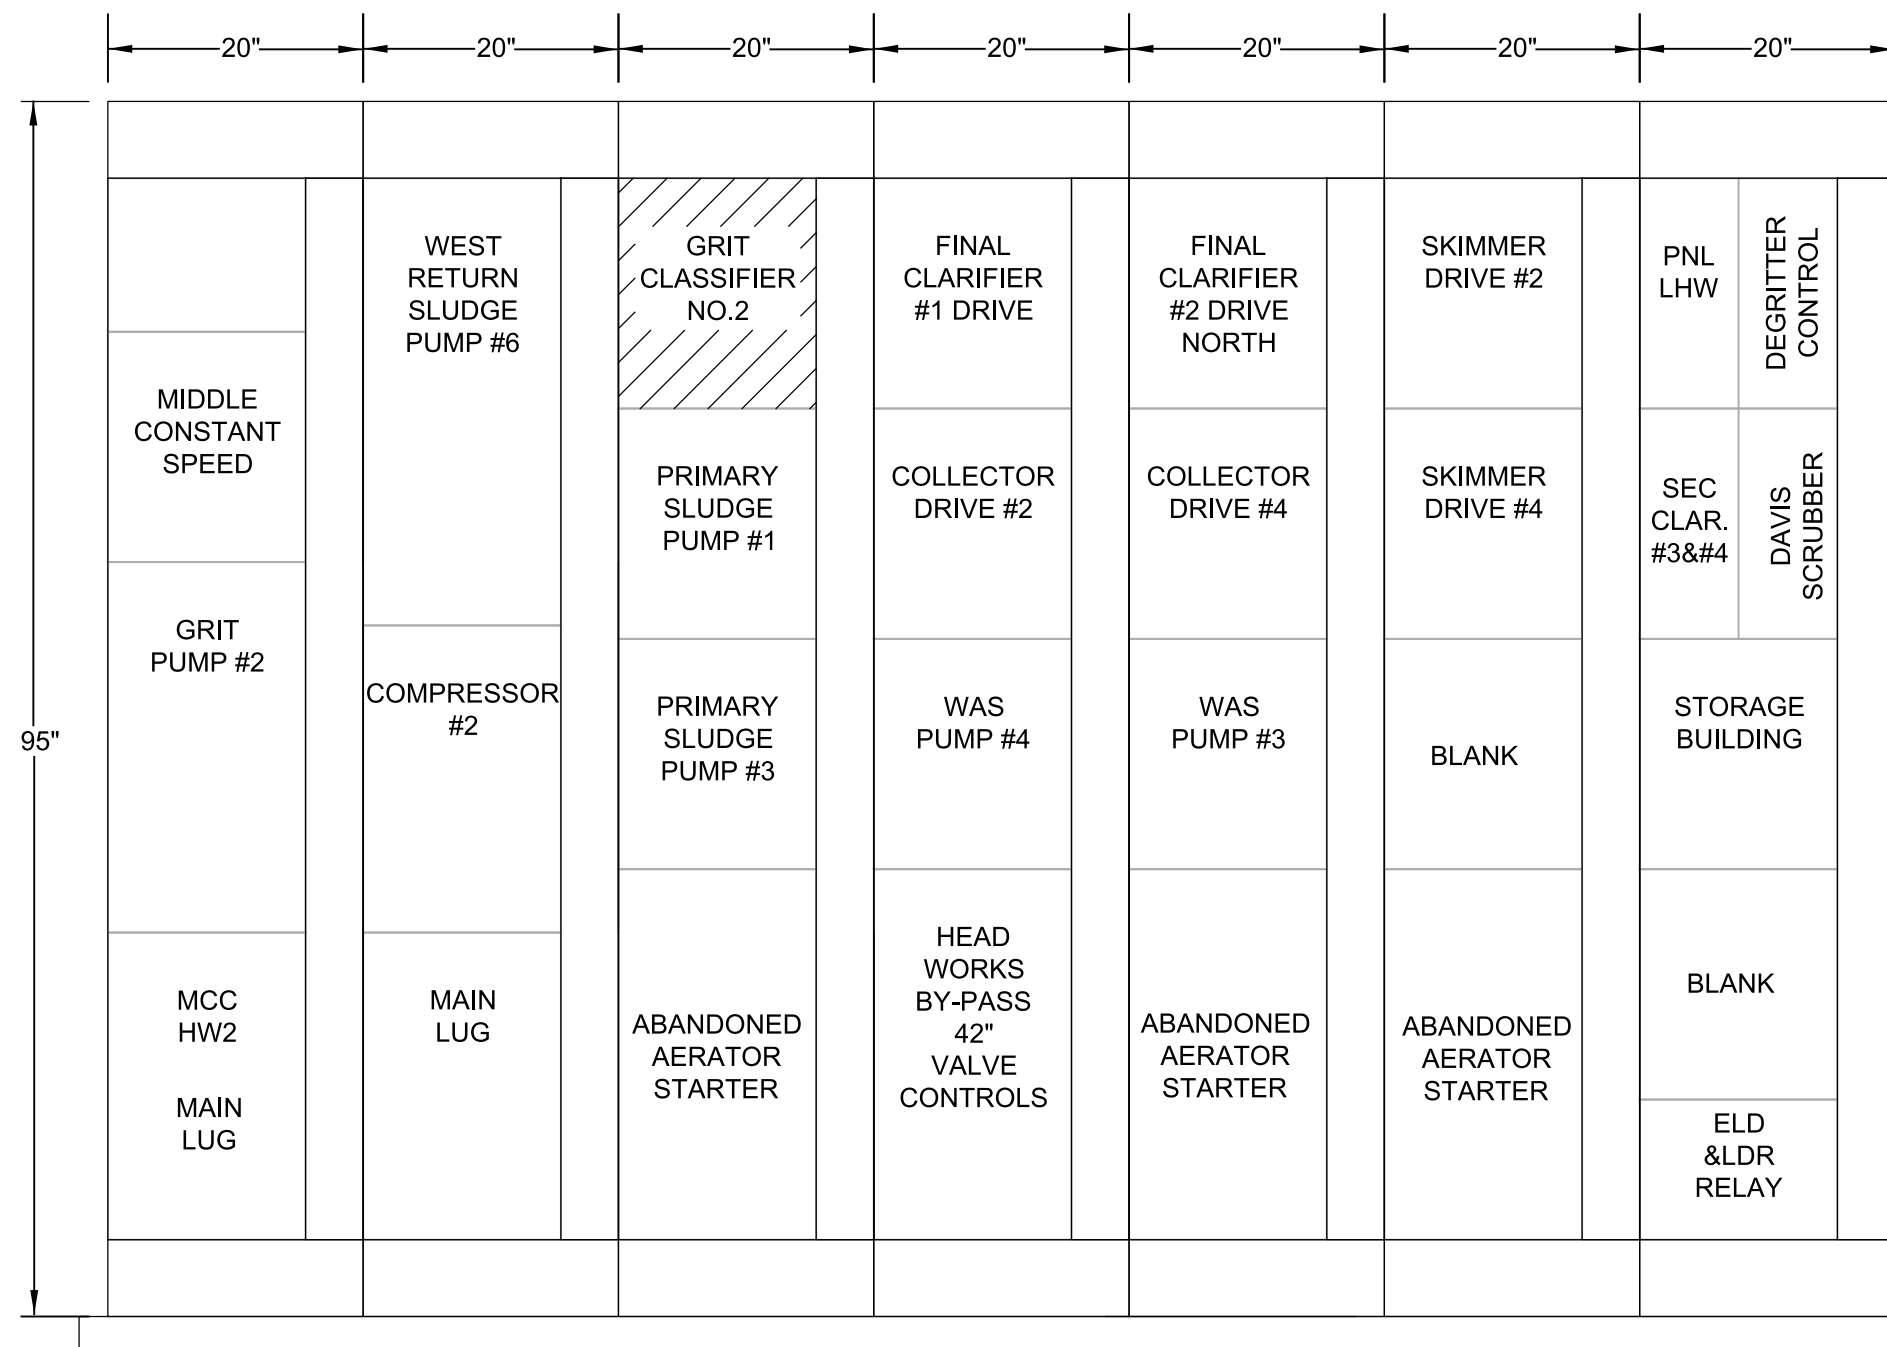 20"
20"
20"
20"
20"
20"
20"
95"
MIDDLE
CONSTANT
SPEED
GRIT
PUMP #2
MCC
HW2
MAIN
LUG
WEST
RETURN
SLUDGE
PUMP #6
COMPRESSOR
#2
MAIN
LUG
GRIT
CLASSIFIER
NO.2
PRIMARY
SLUDGE
PUMP #1
PRIMARY
SLUDGE
PUMP #3
ABANDONED
AERATOR
STARTER
FINAL
CLARIFIER
#1 DRIVE
COLLECTOR
DRIVE #2
WAS
PUMP #4
HEAD
WORKS
BY-PASS
42"
VALVE
CONTROLS
FINAL
CLARIFIER
#2 DRIVE
NORTH
COLLECTOR
DRIVE #4
WAS
PUMP #3
ABANDONED
AERATOR
STARTER
SKIMMER
DRIVE #2
SKIMMER
DRIVE #4
BLANK
ABANDONED
AERATOR
STARTER
PNL
LHW
DEGRITTER
CONTROL
SEC
CLAR.
#3&#4
DAVIS
SCRUBBER
STORAGE
BUILDING
BLANK
ELD
&LDR
RELAY